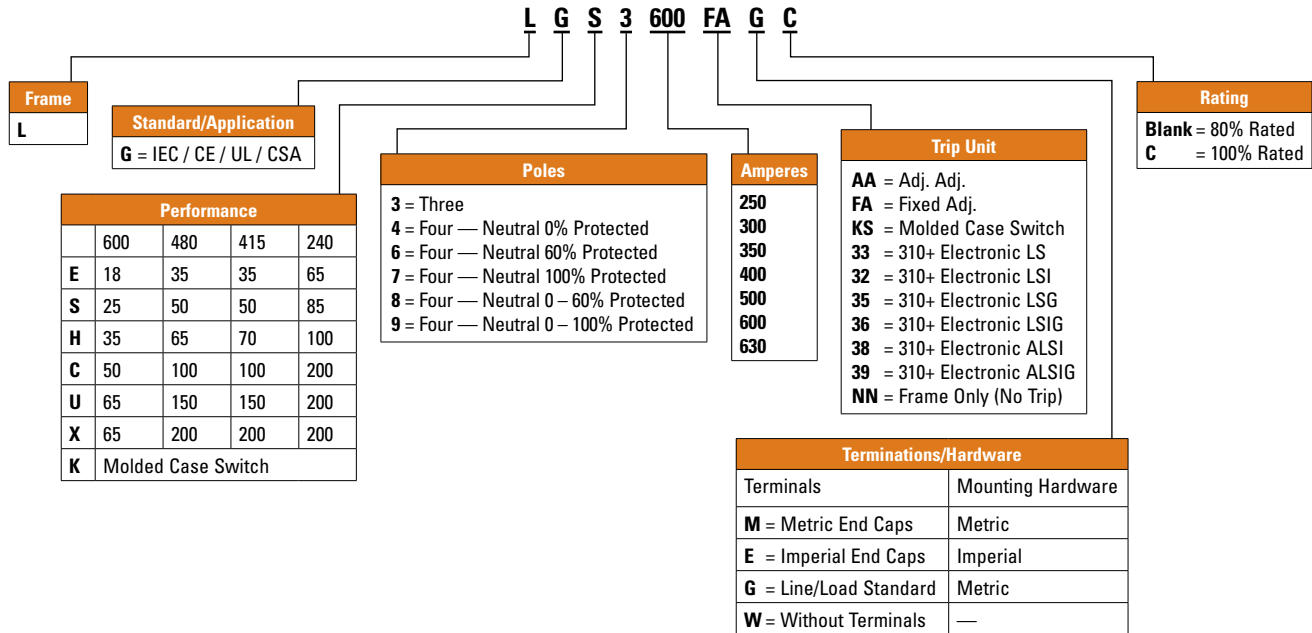 L G S 3 600 FA G C
Frame
L
Standard/Application
G = IEC / CE / UL / CSA
Performance
600 480 415 240
E 18 35 35 65
S 25 50 50 85
H 35 65 70 100
C 50 100 100 200
U 65 150 150 200
X 65 200 200 200
K Molded Case Switch
Poles
3 = Three
4 = Four — Neutral 0% Protected
6 = Four — Neutral 60% Protected
7 = Four — Neutral 100% Protected
8 = Four — Neutral 0 – 60% Protected
9 = Four — Neutral 0 – 100% Protected
Amperes
250
300
350
400
500
600
630
Trip Unit
AA = Adj. Adj.
FA = Fixed Adj.
KS = Molded Case Switch
33 = 310+ Electronic LS
32 = 310+ Electronic LSI
35 = 310+ Electronic LSG
36 = 310+ Electronic LSIG
38 = 310+ Electronic ALSI
39 = 310+ Electronic ALSIG
NN = Frame Only (No Trip)
Terminations/Hardware
Terminals Mounting Hardware
M = Metric End Caps Metric
E = Imperial End Caps Imperial
G = Line/Load Standard Metric
W = Without Terminals —
Rating
Blank = 80% Rated
C = 100% Rated